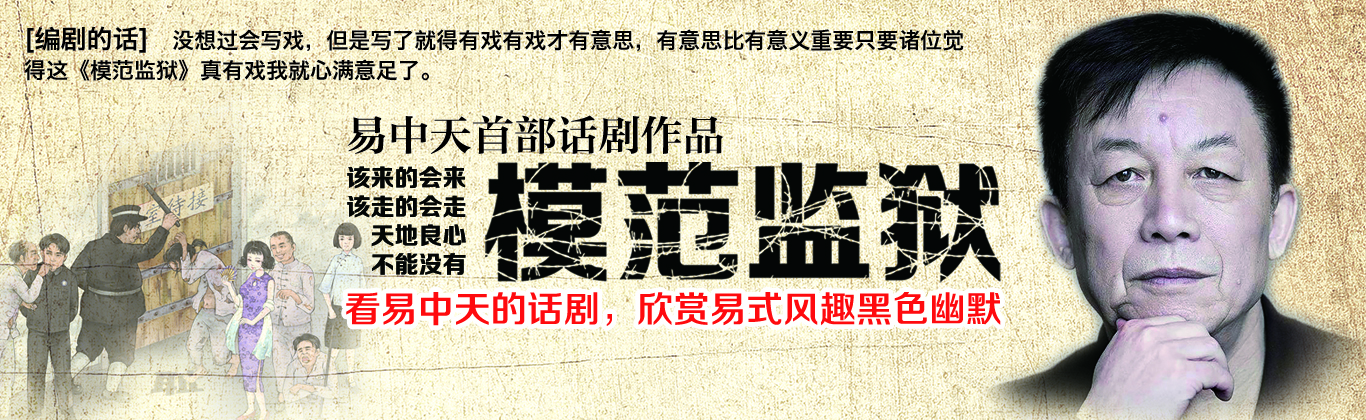 [编剧的话] 没想过会写戏，但是写了就得有戏有戏才有意思，有意思比有意义重要只要诸位觉
得这《模范监狱》真有戏我就心满意足了。
易中天首部话剧作品
该来的会来
该走的会走
天地良心
不能没有
模范监狱
看易中天的话剧，欣赏易式风趣黑色幽默
室待接